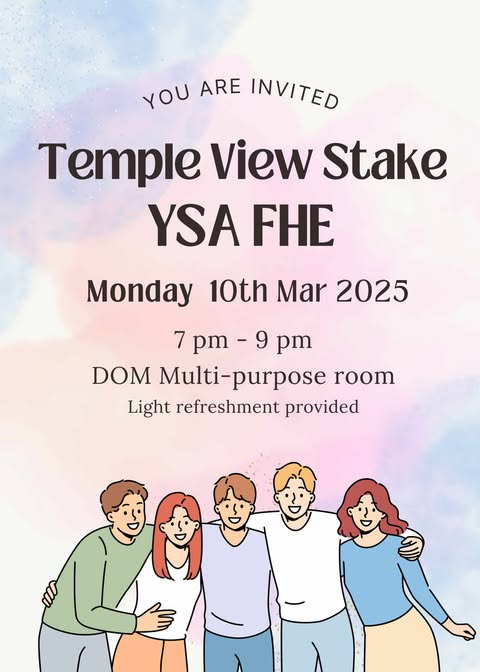 YOU ARE INVITED
Temple View Stake
YSA FHE
Monday 10th Mar 2025
7 pm - 9 pm
DOM Multi-purpose room
Light refreshment provided